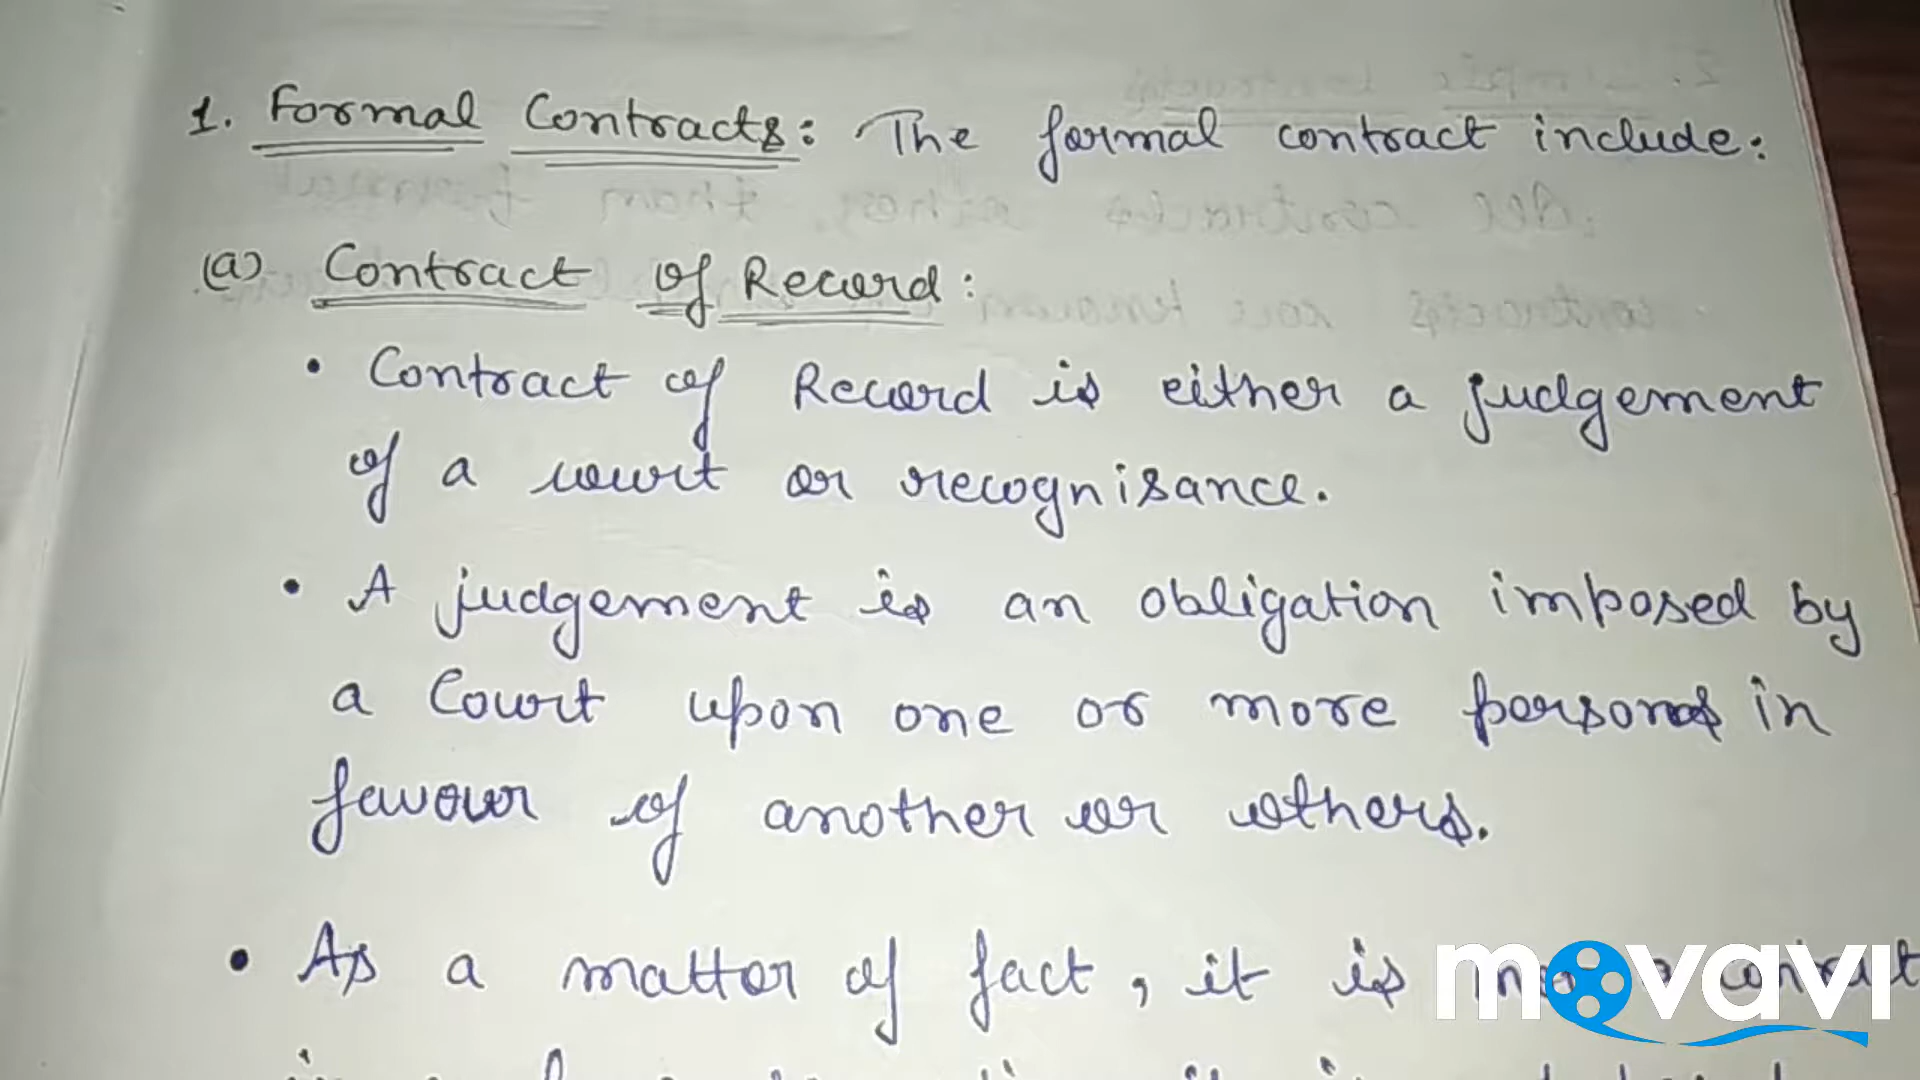 1. Formal Contracts: The formal contract include:
(a) Contract of Record:
• Contract of Record is either a judgement
of a court or recognisance.
• A judgement is an obligation imposed by
a Court upon one or more persons in
favour of another or others.
• As a matter of fact, it is contract
movavi